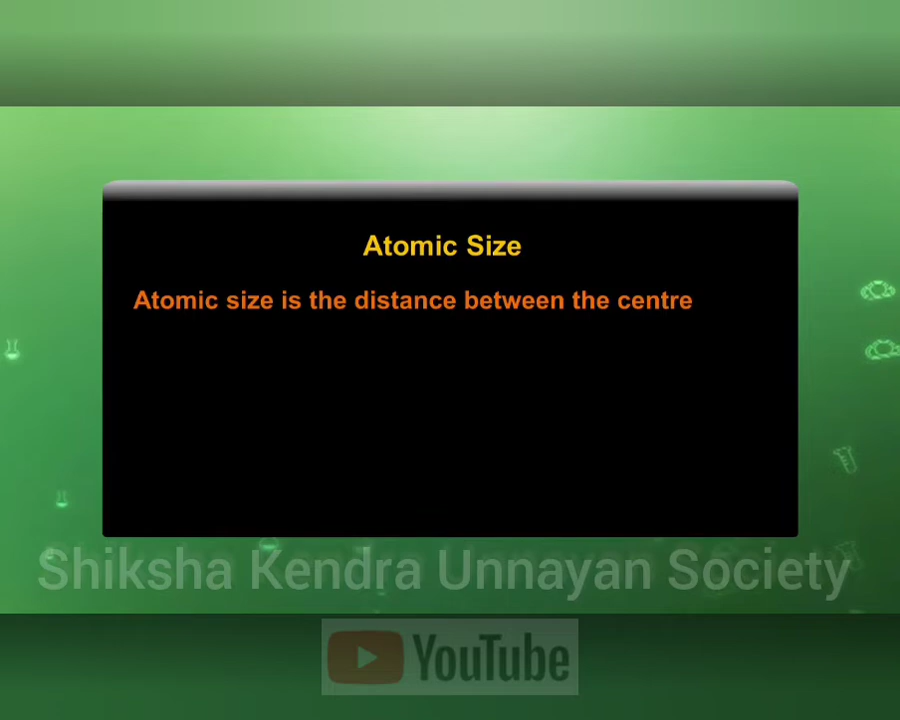 Atomic Size
Atomic size is the distance between the centre
Shiksha Kendra Unnayan Society
YouTube